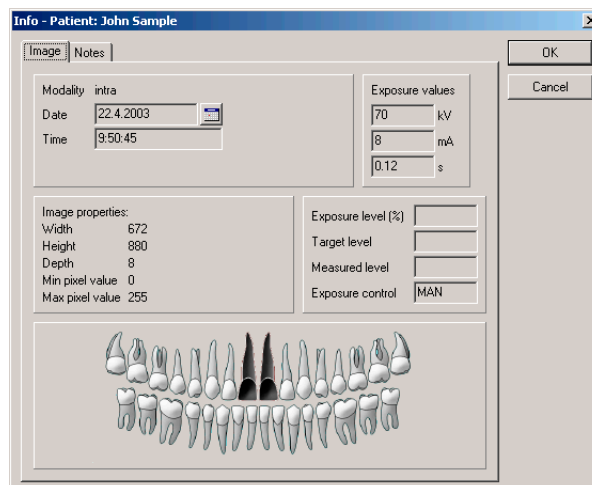 Info - Patient: John Sample
Image Notes
OK
Cancel
Modality intra
Date 22.4.2003
Time 9:50:45
Exposure values
70 kV
8 mA
0.12 s
Image properties:
Width 672
Height 880
Depth 8
Min pixel value 0
Max pixel value 255
Exposure level (%)
Target level
Measured level
Exposure control MAN